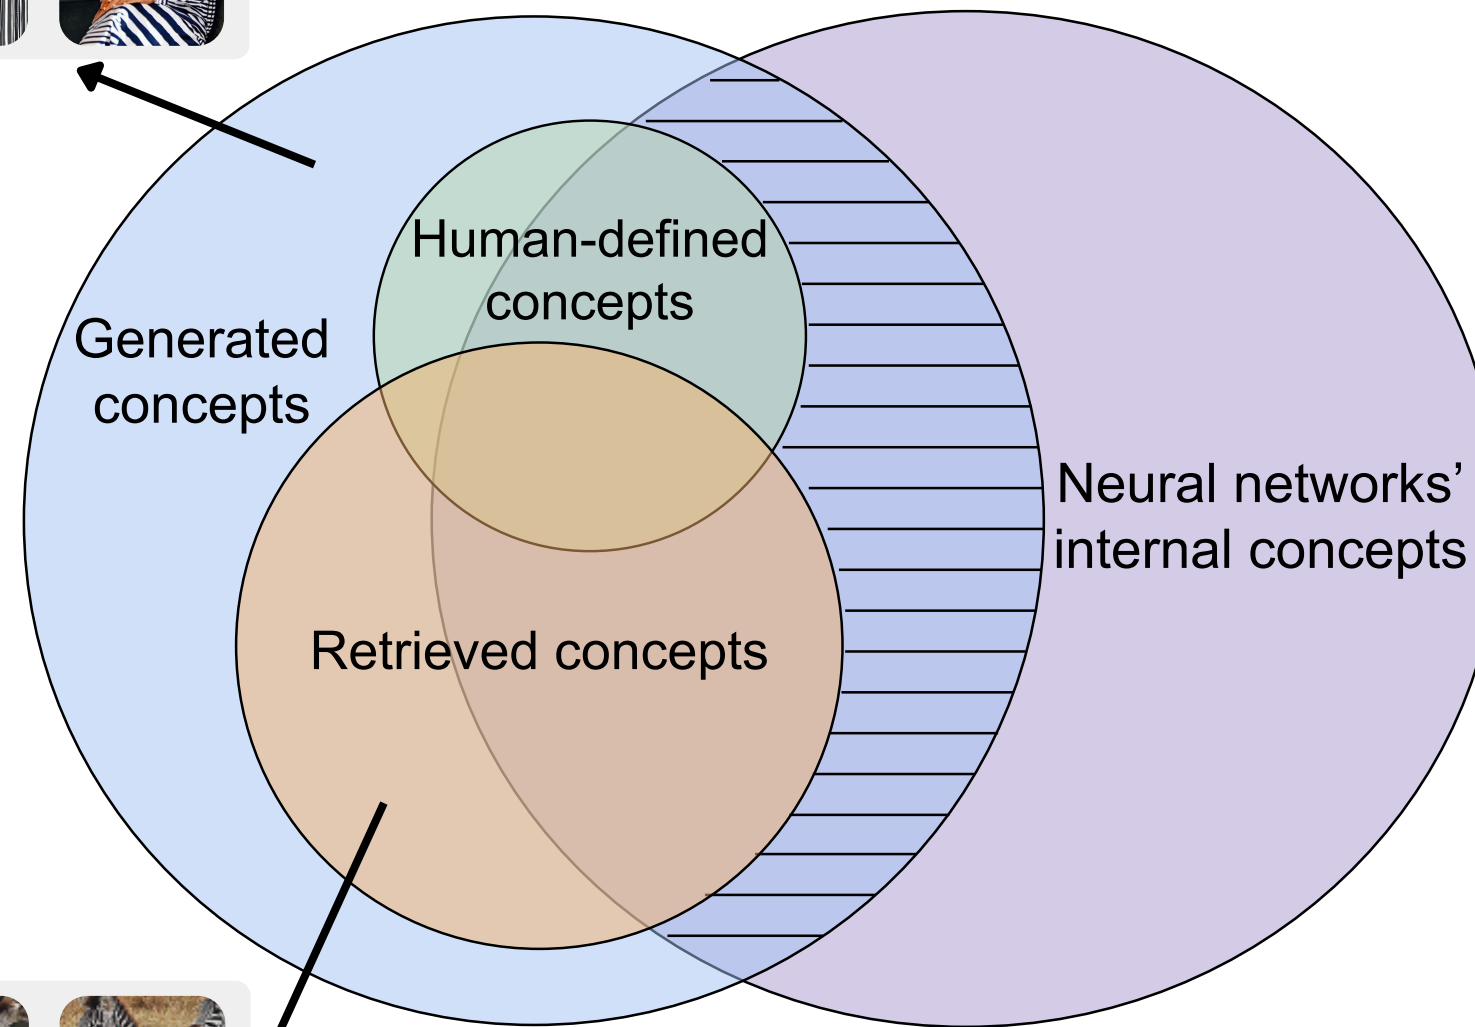 Human-defined
concepts
Generated
concepts
Neural networks’
internal concepts
Retrieved concepts